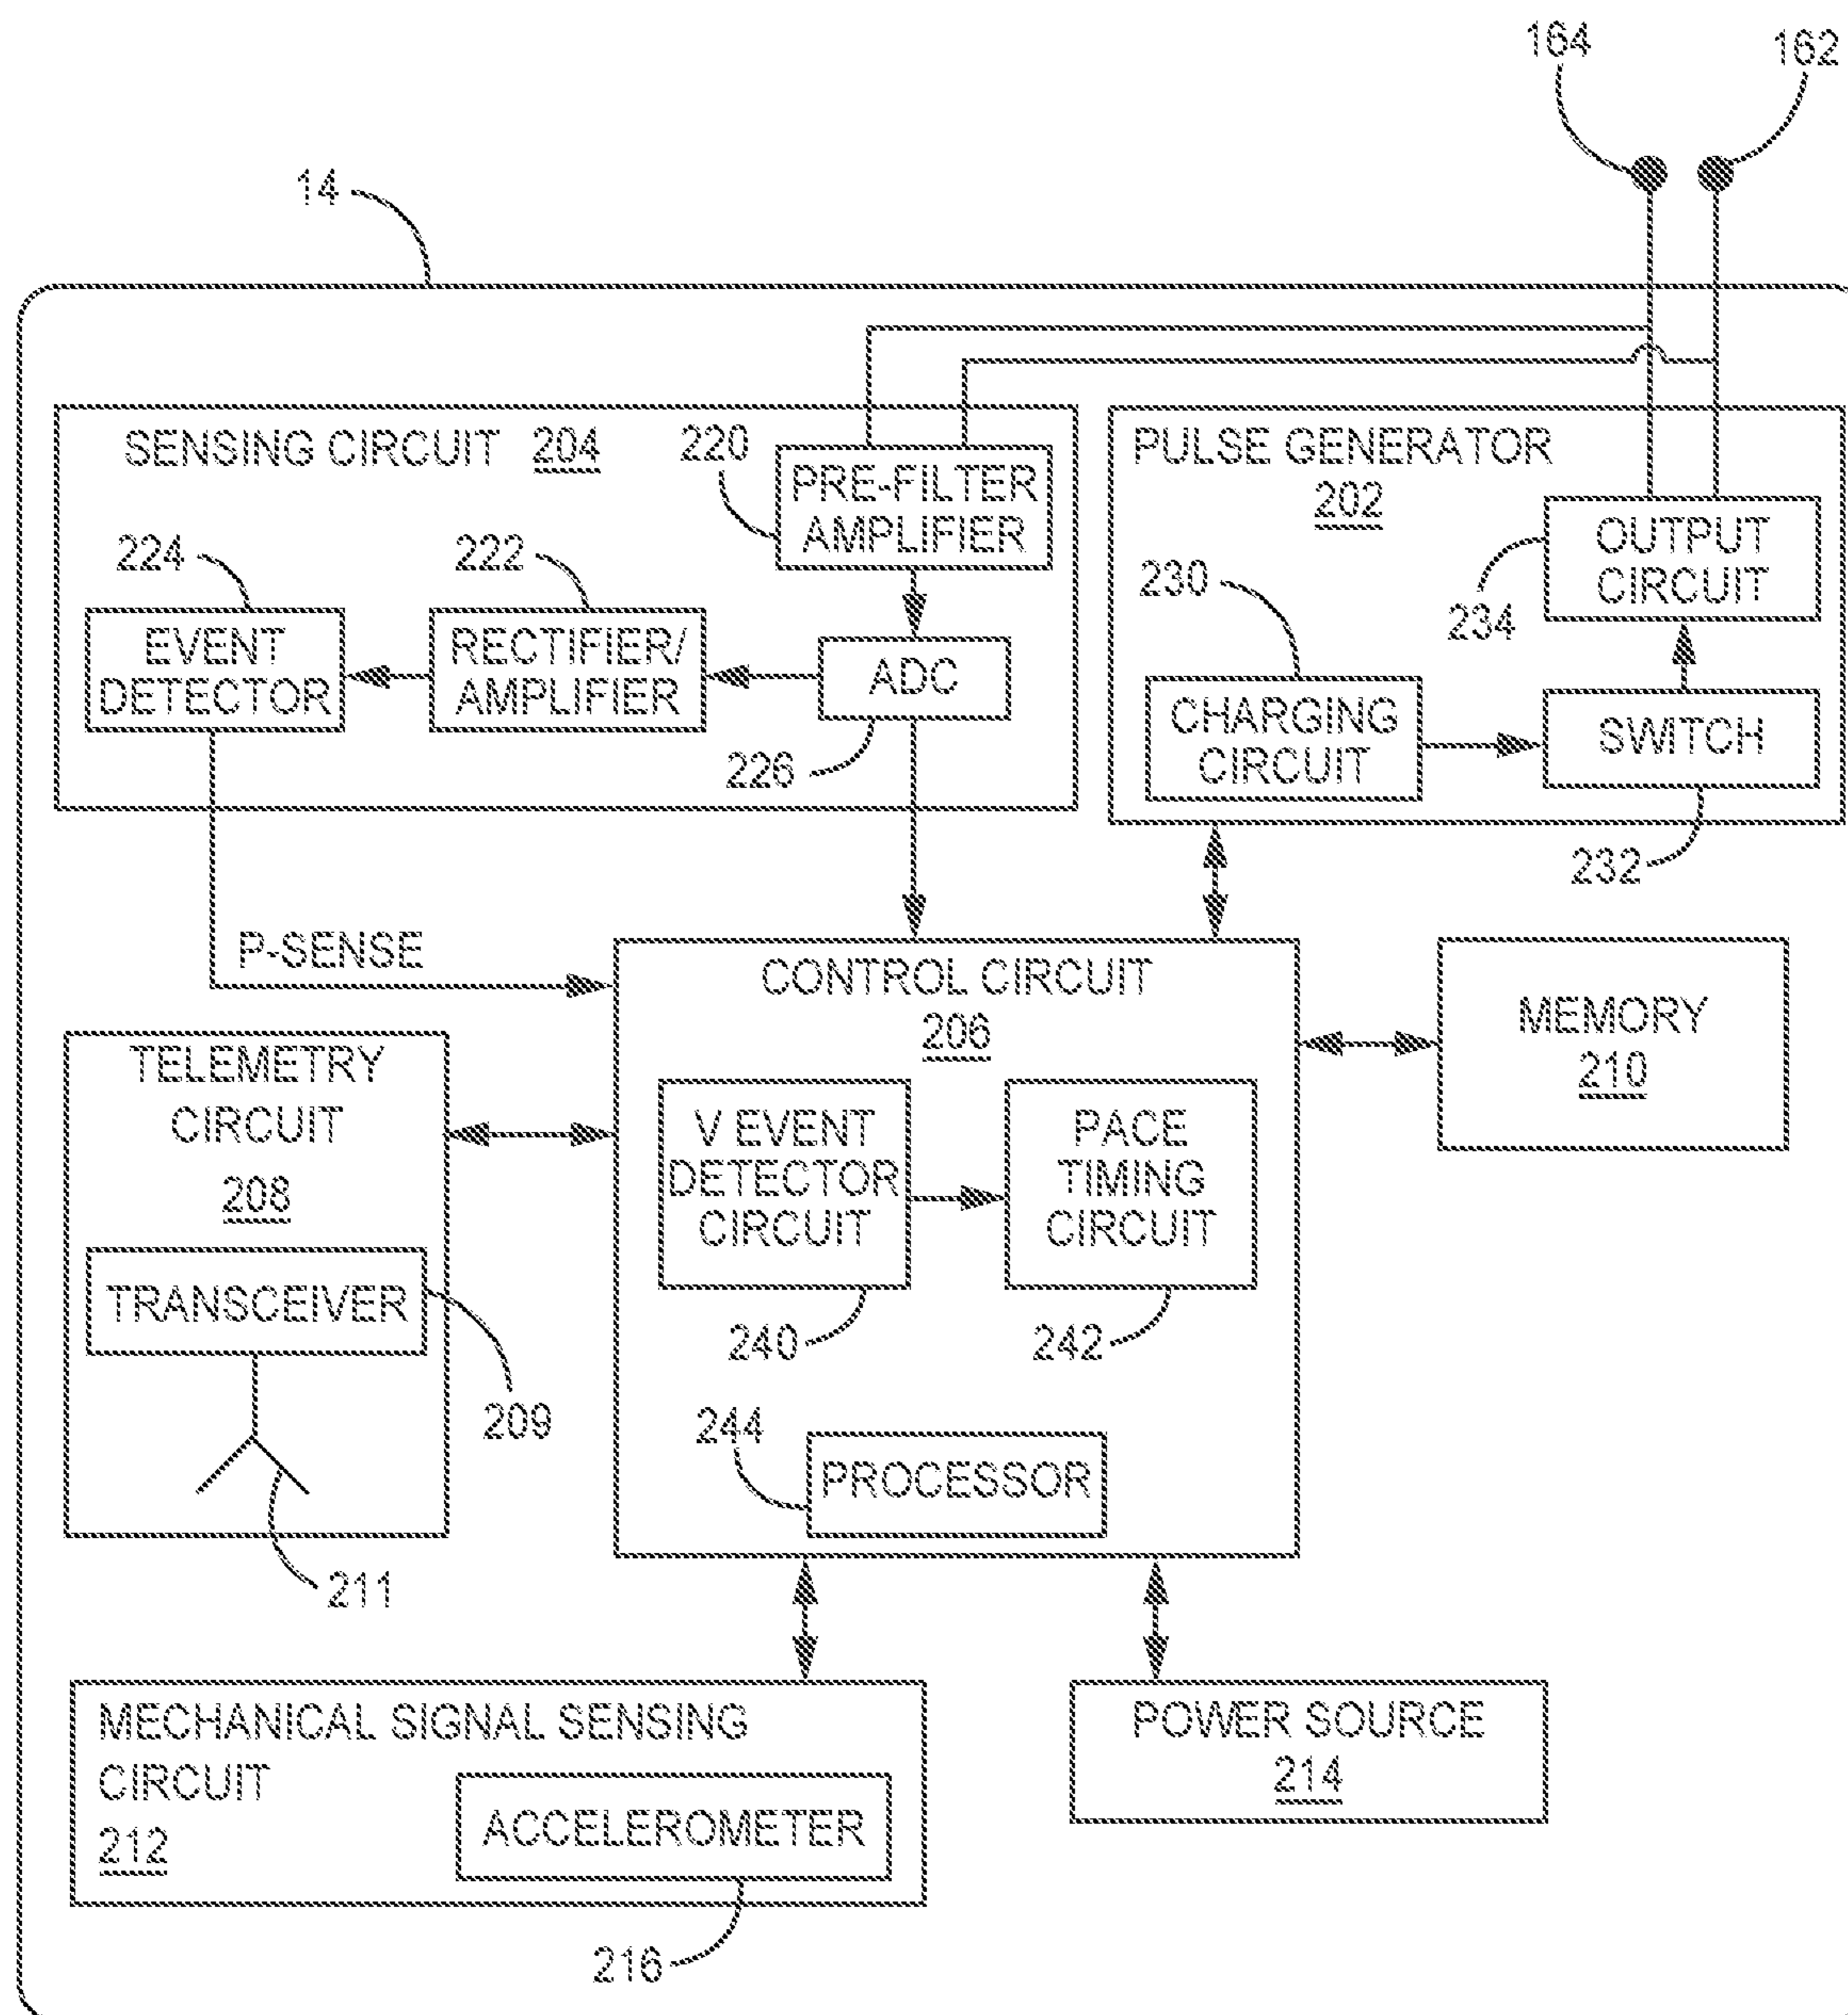 164
162
14
SENSING CIRCUIT 204
220
PRE-FILTER
AMPLIFIER
224
222
EVENT
DETECTOR
RECTIFIER/
AMPLIFIER
ADC
226
PULSE GENERATOR
202
OUTPUT
CIRCUIT
234
230
CHARGING
CIRCUIT
SWITCH
232
P-SENSE
CONTROL CIRCUIT
206
MEMORY
210
TELEMETRY
CIRCUIT
208
TRANSCEIVER
209
211
V EVENT
DETECTOR
CIRCUIT
240
PACE
TIMING
CIRCUIT
242
244
PROCESSOR
MECHANICAL SIGNAL SENSING
CIRCUIT
212
ACCELEROMETER
216
POWER SOURCE
214